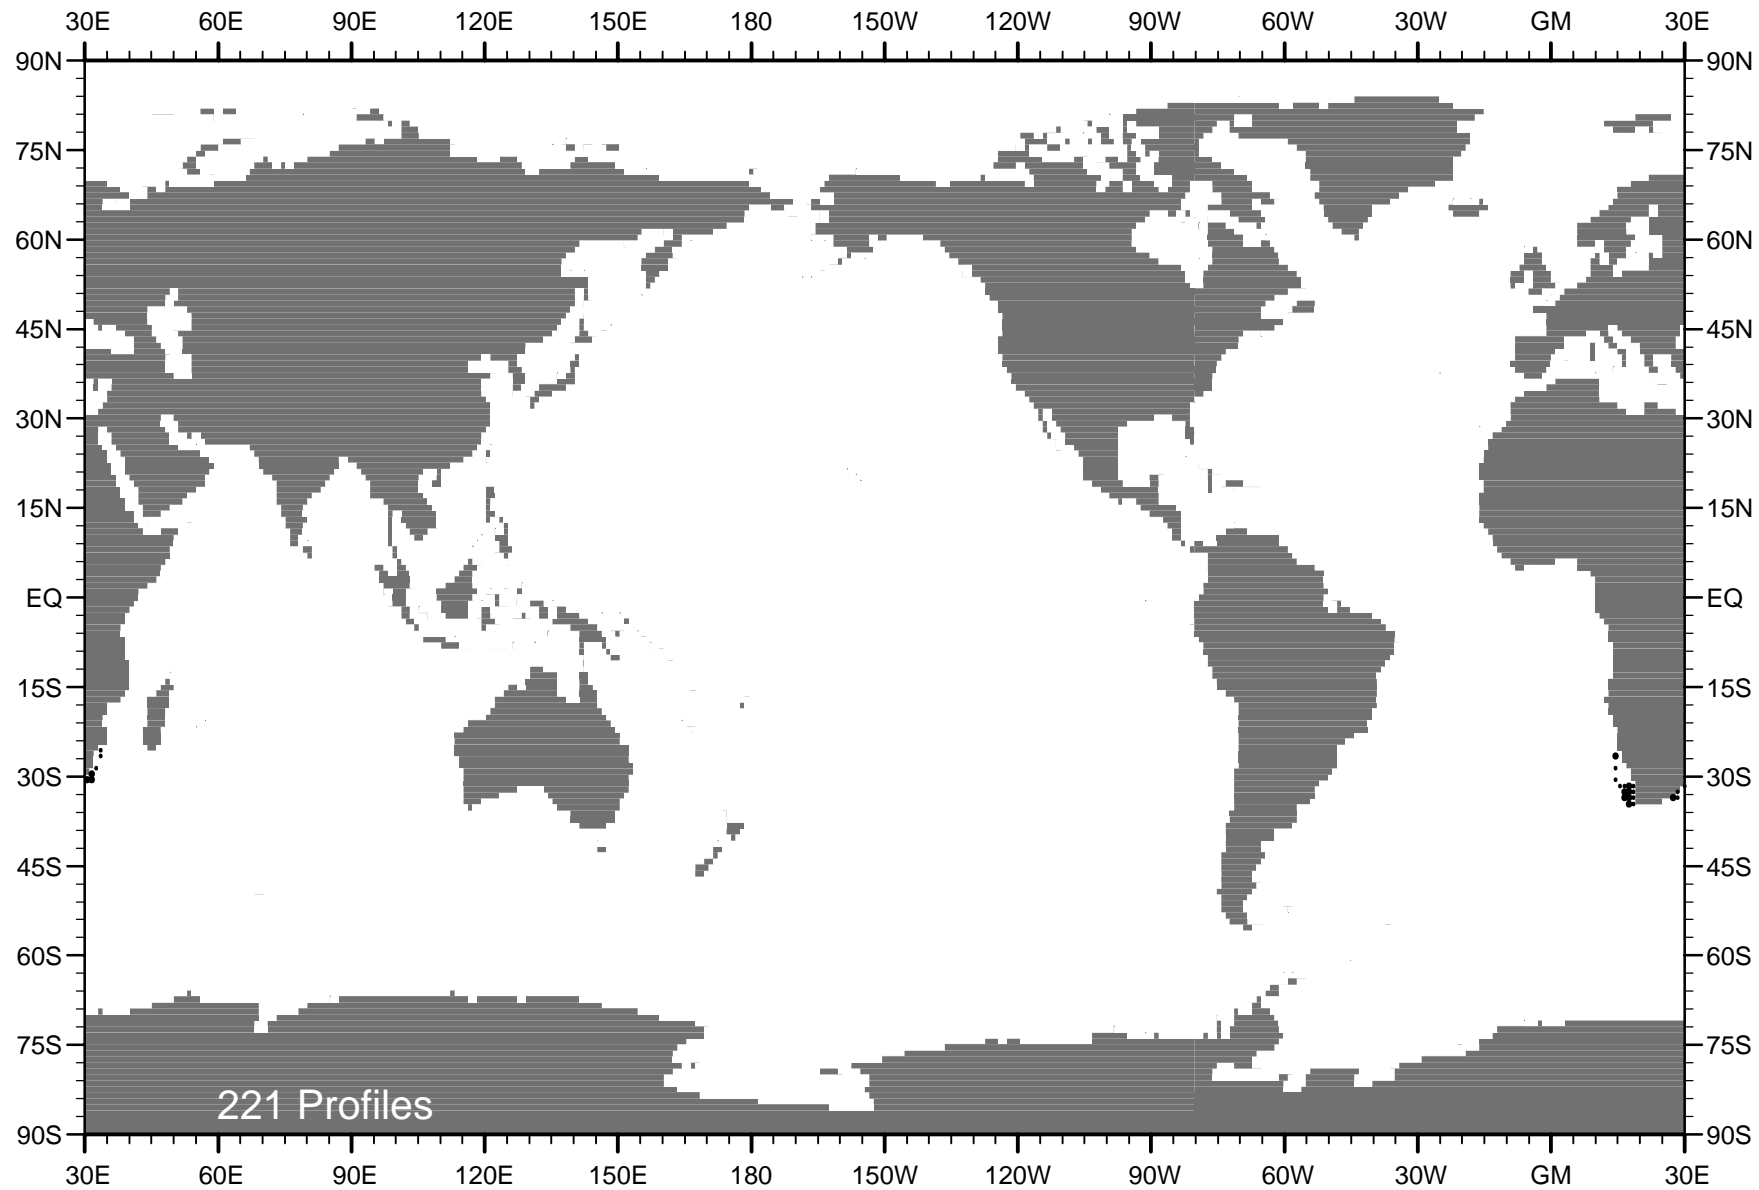 30E 60E 90E 120E 150E 180 150W 120W 90W 60W 30W GM 30E
90N 90N
75N 75N
60N 60N
45N 45N
30N 30N
15N 15N
EQ EQ
15S 15S
30S 30S
45S 45S
60S 60S
75S 75S
221 Profiles
90S 90S
30E 60E 90E 120E 150E 180 150W 120W 90W 60W 30W GM 30E